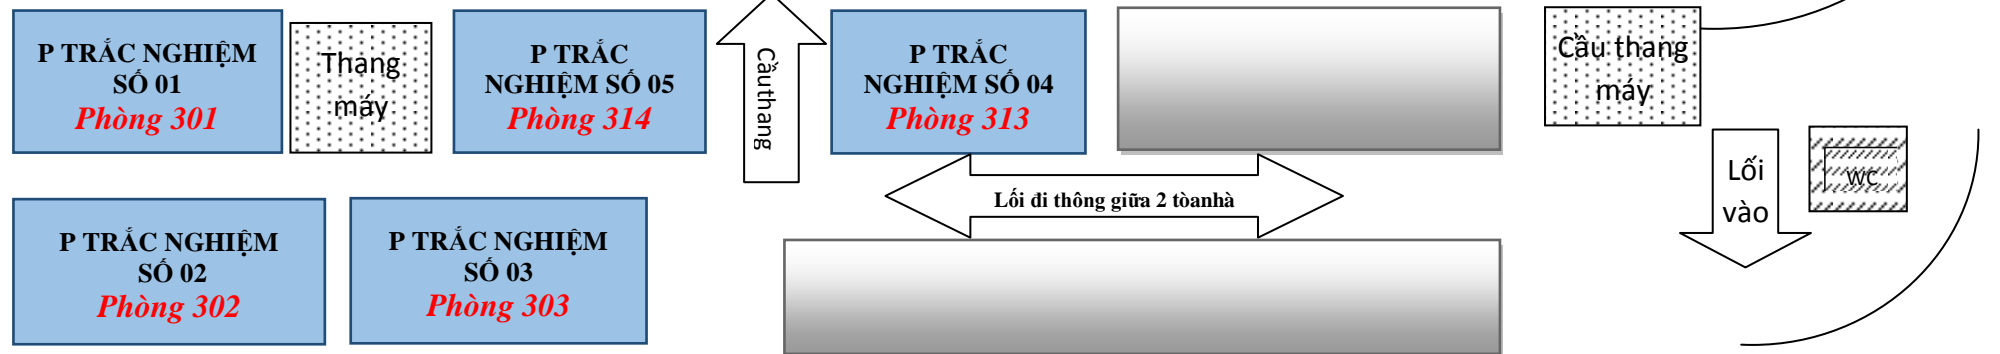 P TRẮC NGHIỆM
SỐ 01
Phòng 301
Thang
máy
P TRẮC
NGHIỆM SỐ 05
Phòng 314
Cầuthang
P TRẮC
NGHIỆM SỐ 04
Phòng 313
Cầu thang
máy
Lối
vào
WC
Lối đi thông giữa 2 tòanhà
P TRẮC NGHIỆM
SỐ 02
Phòng 302
P TRẮC NGHIỆM
SỐ 03
Phòng 303